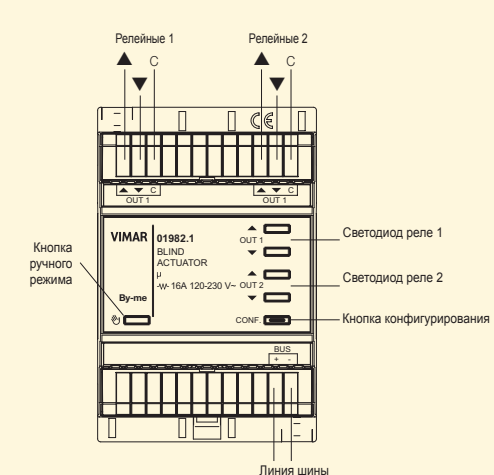 Релейные 1 Релейные 2
▲ ▼ C ▲ ▼ C
CE
▲ ▼ C ▲ ▼ C
OUT 1 OUT 1
VIMAR
01982.1
BLIND
ACTUATOR
µ
-w- 16A 120-230 V~
By-me
▲
OUT 1
▼
▲
OUT 2
▼
CONF.
Светодиод реле 1
Светодиод реле 2
Кнопка
ручного
режима
Кнопка конфигурирования
BUS
+ -
Линия шины